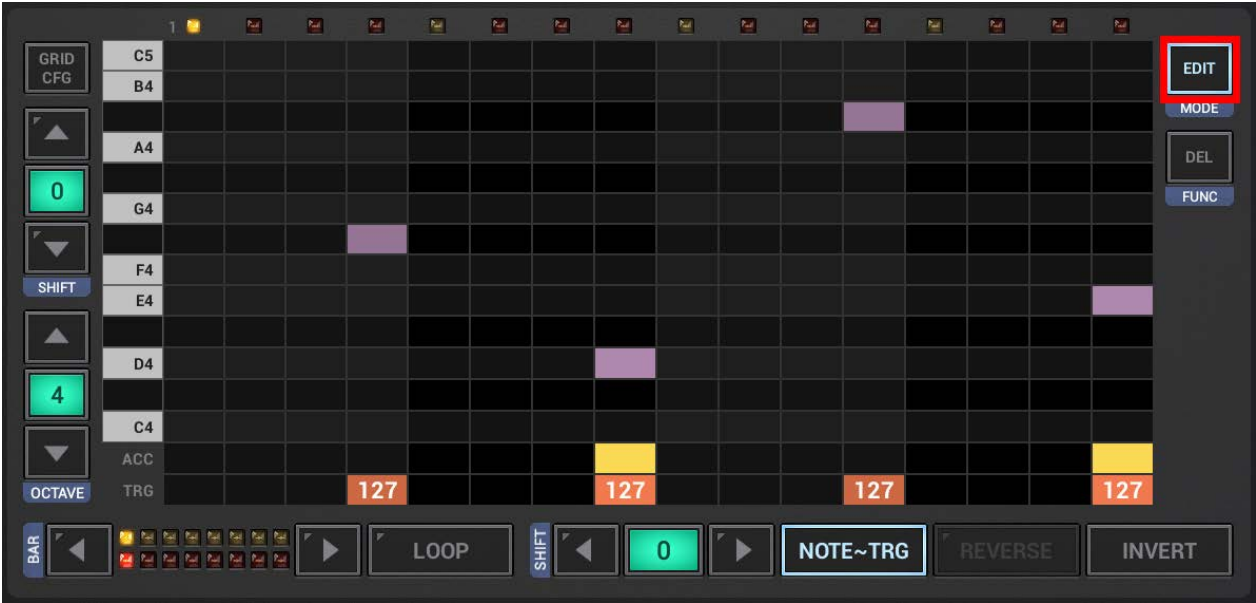 1
GRID
CFG
C5
B4
EDIT
MODE
A4
DEL
FUNC
0
G4
F4
SHIFT
E4
D4
4
C4
ACC
OCTAVE
TRG
127
127
127
127
BAR
LOOP
SHIFT
0
NOTE~TRG
REVERSE
INVERT